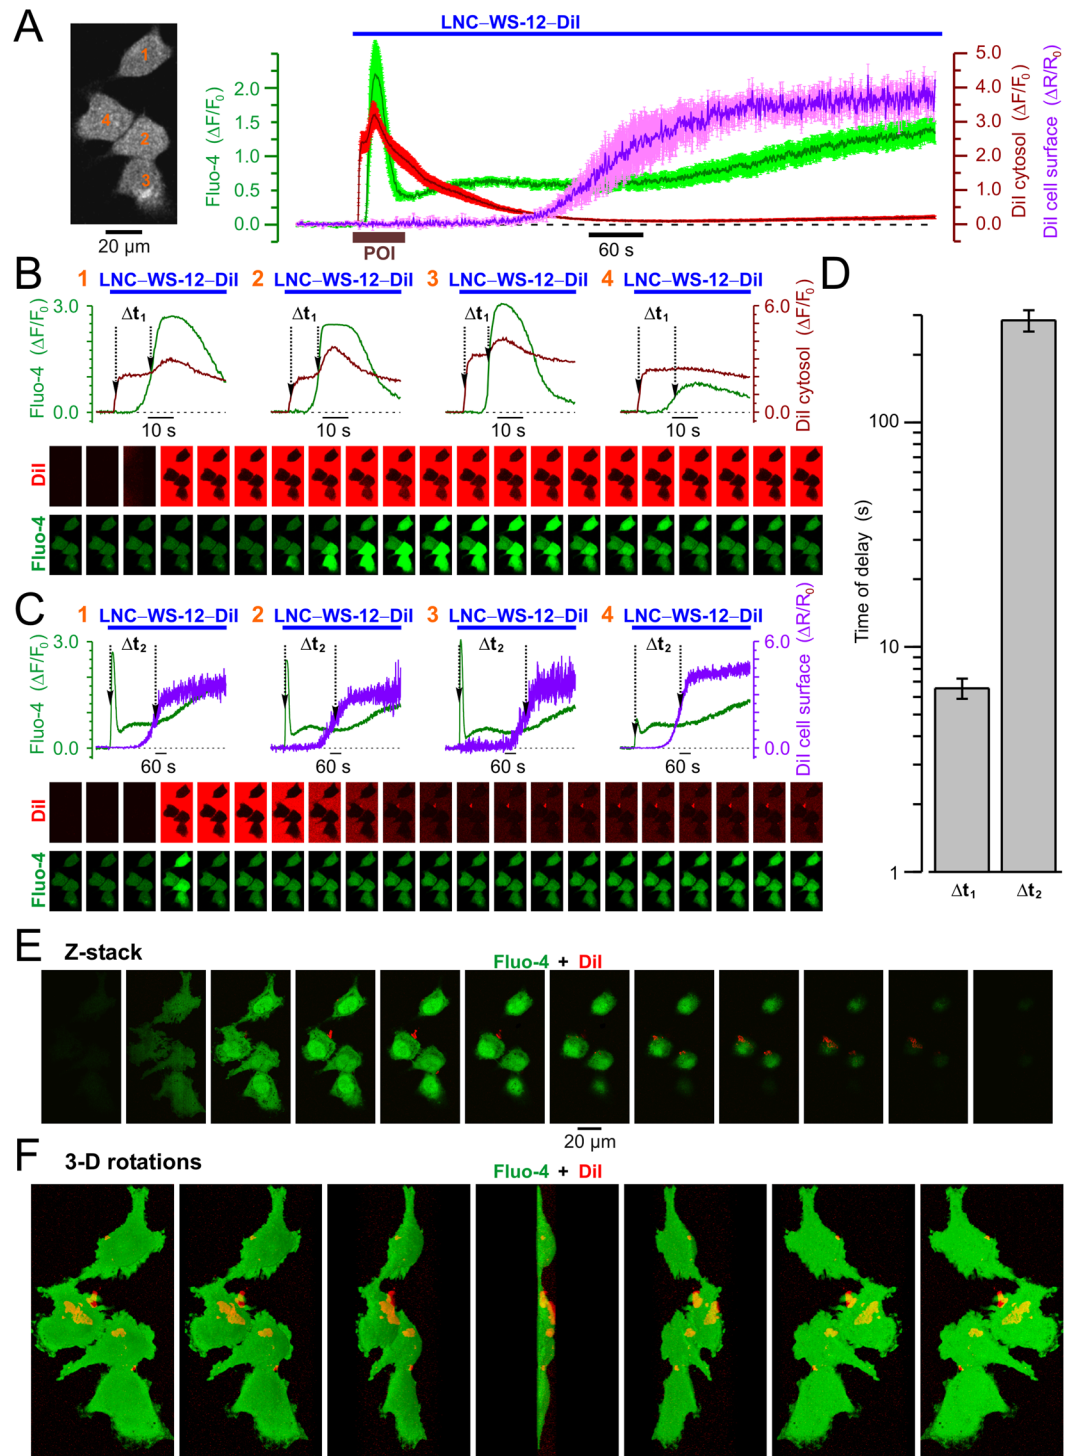 A
LNC–WS-12–DiI
1
4
2
3
20 µm
Fluo-4 (ΔF/F0)
2.0
1.5
1.0
0.5
0.0
5.0
4.0
3.0
2.0
1.0
0.0
DiI cytosol (ΔF/F0)
DiI cell surface (ΔR/R0)
POI
60 s
B
1 LNC–WS-12–DiI 2 LNC–WS-12–DiI 3 LNC–WS-12–DiI 4 LNC–WS-12–DiI
Fluo-4 (ΔF/F0)
3.0
0.0
Δt1 Δt1 Δt1 Δt1
6.0
0.0
DiI cytosol (ΔF/F0)
10 s 10 s 10 s 10 s
DiI
Fluo-4
C
1 LNC–WS-12–DiI 2 LNC–WS-12–DiI 3 LNC–WS-12–DiI 4 LNC–WS-12–DiI
Fluo-4 (ΔF/F0)
3.0
0.0
Δt2 Δt2 Δt2 Δt2
6.0
0.0
DiI cell surface (ΔR/R0)
60 s 60 s 60 s 60 s
DiI
Fluo-4
D
Time of delay (s)
100
10
1
Δt1 Δt2
E Z-stack
Fluo-4 + DiI
20 µm
F 3-D rotations
Fluo-4 + DiI